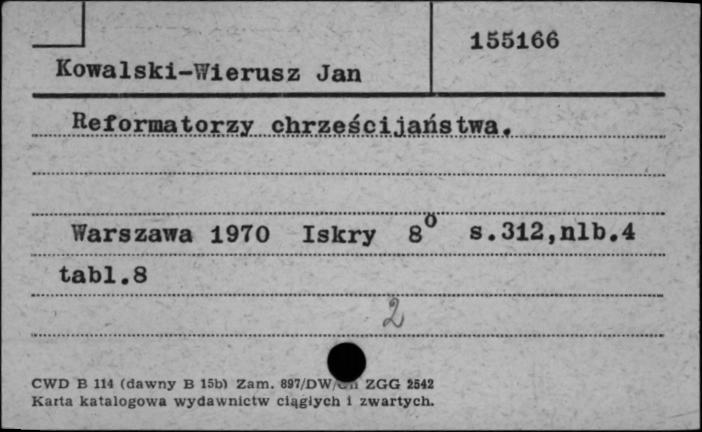 155166
Kowalski-Wierusz Jan
Reformatorzy chrześcijaństwa.
Warszawa 1970 Iskry 8° s.312,nlb.4
tabl.8
2
CWD B 114 (dawny B 15b) Zam. 897/DW/ ZGG 2542
Karta katalogowa wydawnictw ciągłych i zwartych.